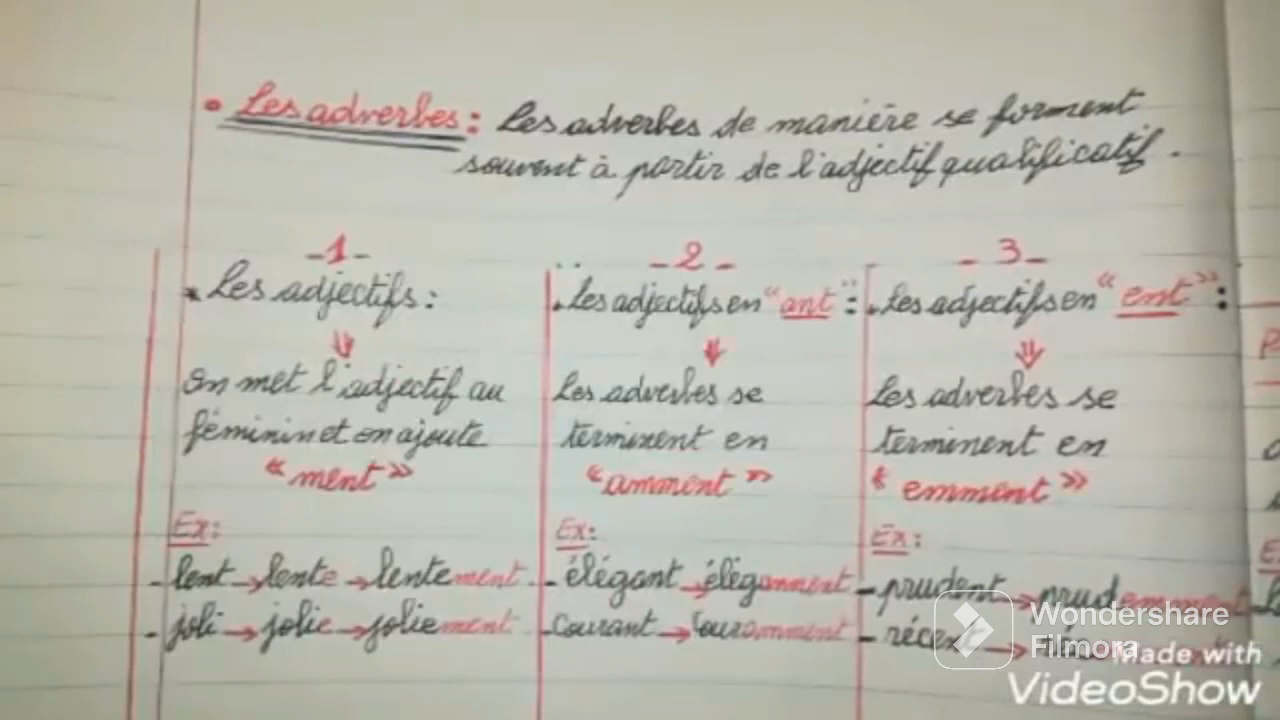 • Les adverbes : Les adverbes de manière se forment
souvent à partir de l'adjectif qualificatif.
-1-
Les adjectifs :
on met l'adjectif au
féminin et on ajoute
"ment"
Ex :
- lent → lente → lentement
- joli → jolie → joliement
-2-
. Les adjectifs en "ant" :
Les adverbes se
terminent en
"amment"
Ex :
- élégant → élégamment
- courant → couramment
-3-
. Les adjectifs en "ent" :
Les adverbes se
terminent en
"emment"
Ex :
- prudent → prudemment
- récent →
Wondershare
Filmora
Made with
VideoShow